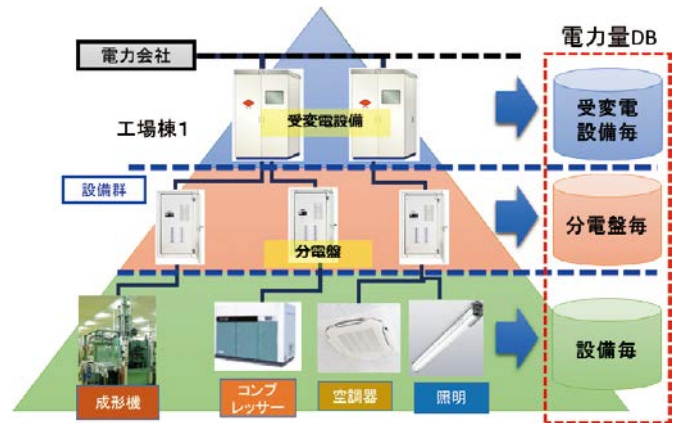 電力会社
電力量DB
工場棟1
受変電設備
受変電
設備毎
設備群
分電盤毎
分電盤
設備毎
成形機
コンプ
レッサー
空調器
照明